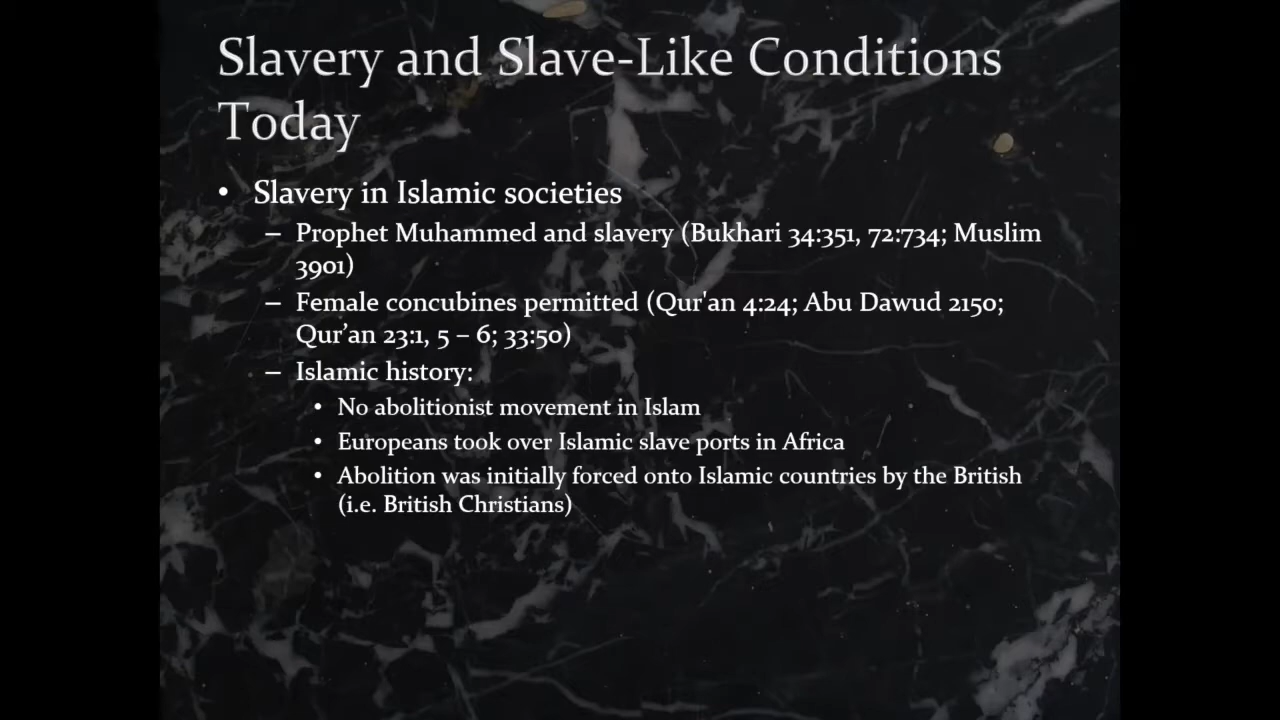 Slavery and Slave-Like Conditions
Today
• Slavery in Islamic societies
– Prophet Muhammed and slavery (Bukhari 34:351, 72:734; Muslim
3901)
– Female concubines permitted (Qur'an 4:24; Abu Dawud 2150;
Qur’an 23:1, 5 – 6; 33:50)
– Islamic history:
• No abolitionist movement in Islam
• Europeans took over Islamic slave ports in Africa
• Abolition was initially forced onto Islamic countries by the British
(i.e. British Christians)